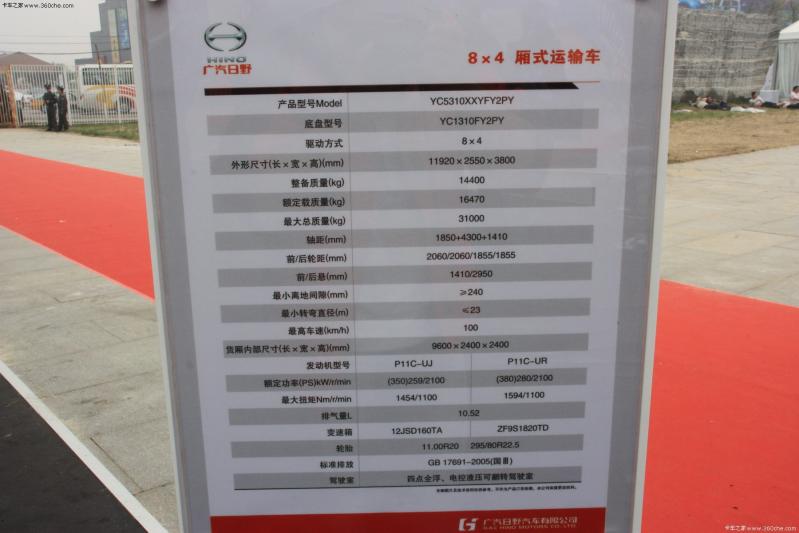 卡车之家 www.360che.com
HINO
广汽日野
8×4 厢式运输车
产品型号Model YC5310XXYFY2PY
底盘型号 YC1310FY2PY
驱动方式 8×4
外形尺寸(长×宽×高)(mm) 11920×2550×3800
整备质量(kg) 14400
额定载质量(kg) 16470
最大总质量(kg) 31000
轴距(mm) 1850+4300+1410
前/后轮距(mm) 2060/2060/1855/1855
前/后悬(mm) 1410/2950
最小离地间隙(mm) ≥240
最小转弯直径(m) ≤23
最高车速(km/h) 100
货厢内部尺寸(长×宽×高)(mm) 9600×2400×2400
发动机型号 P11C-UJ P11C-UR
额定功率(PS)kW/r/min (350)259/2100 (380)280/2100
最大扭矩Nm/r/min 1454/1100 1594/1100
排气量L 10.52
变速箱 12JSD160TA ZF9S1820TD
轮胎 11.00R20 295/80R22.5
标准排放 GB 17691-2005(国Ⅲ)
驾驶室 四点全浮、电控液压可翻转驾驶室
广汽日野汽车有限公司
GAC HINO MOTORS CO.,LTD.
卡车之家 www.360che.com